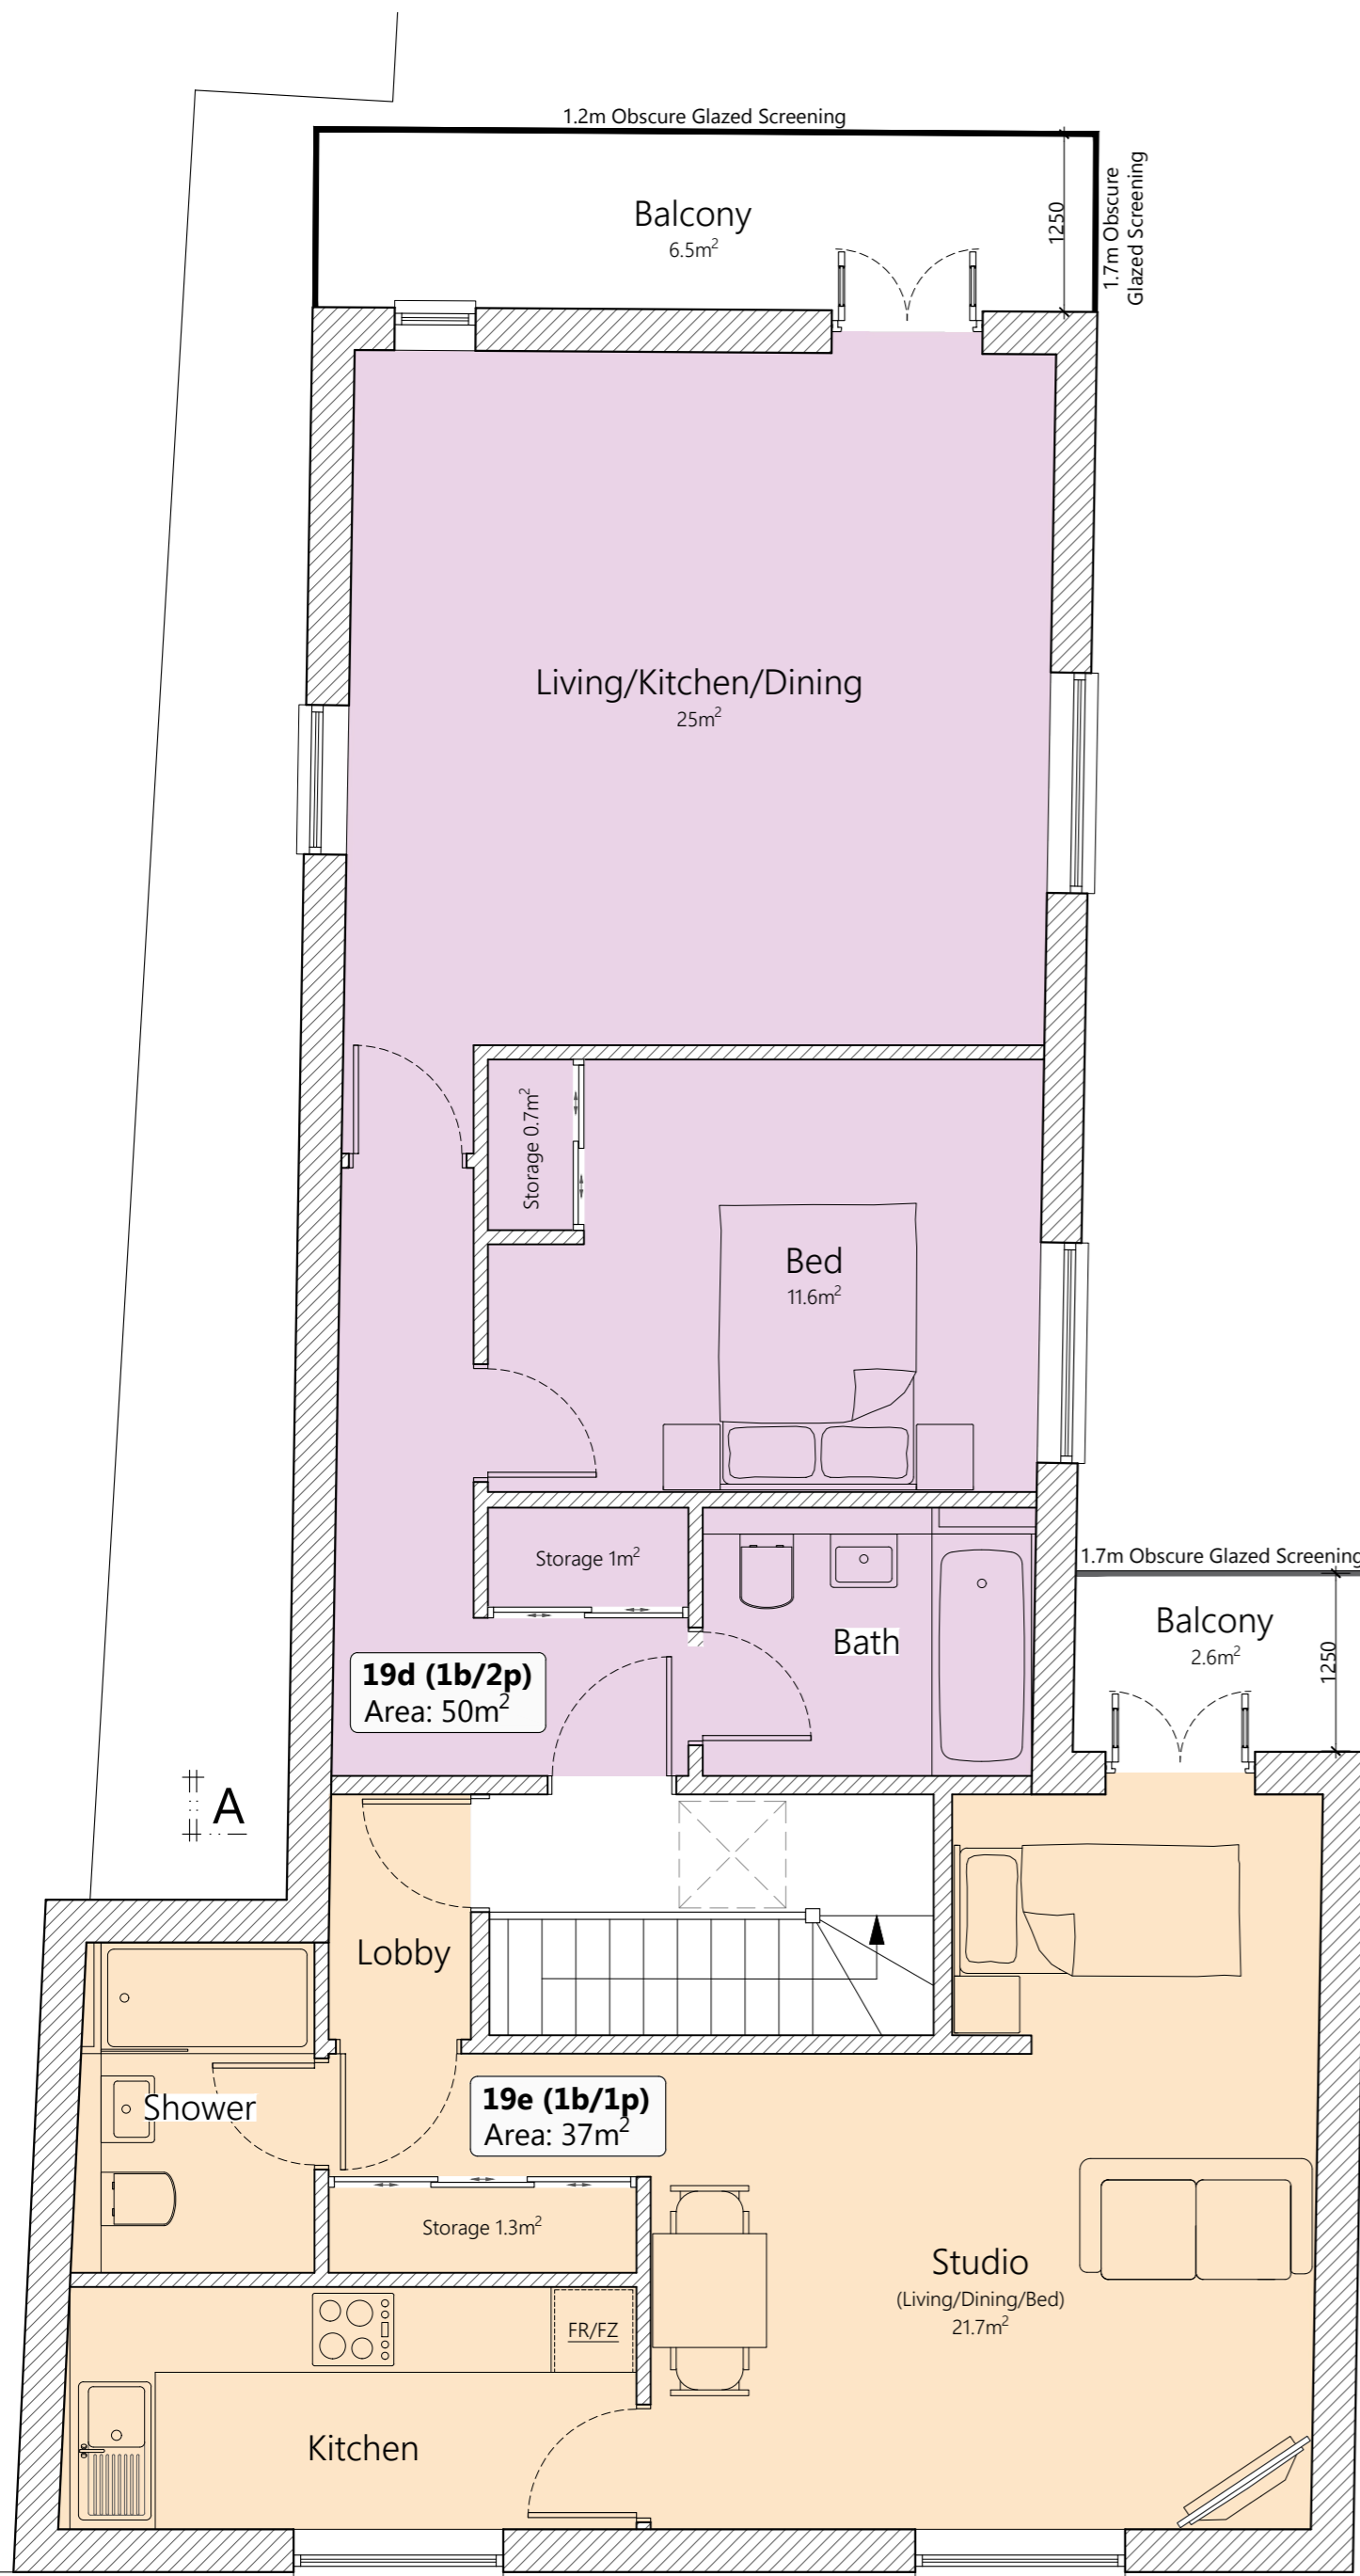 1.2m Obscure Glazed Screening
Balcony
6.5m²
1250
1.7m Obscure
Glazed Screening
Living/Kitchen/Dining
25m²
Storage 0.7m²
Bed
11.6m²
Storage 1m²
Bath
1.7m Obscure Glazed Screening
Balcony
2.6m²
1250
19d (1b/2p)
Area: 50m²
A
Lobby
Shower
19e (1b/1p)
Area: 37m²
Storage 1.3m²
Studio
(Living/Dining/Bed)
21.7m²
FR/FZ
Kitchen